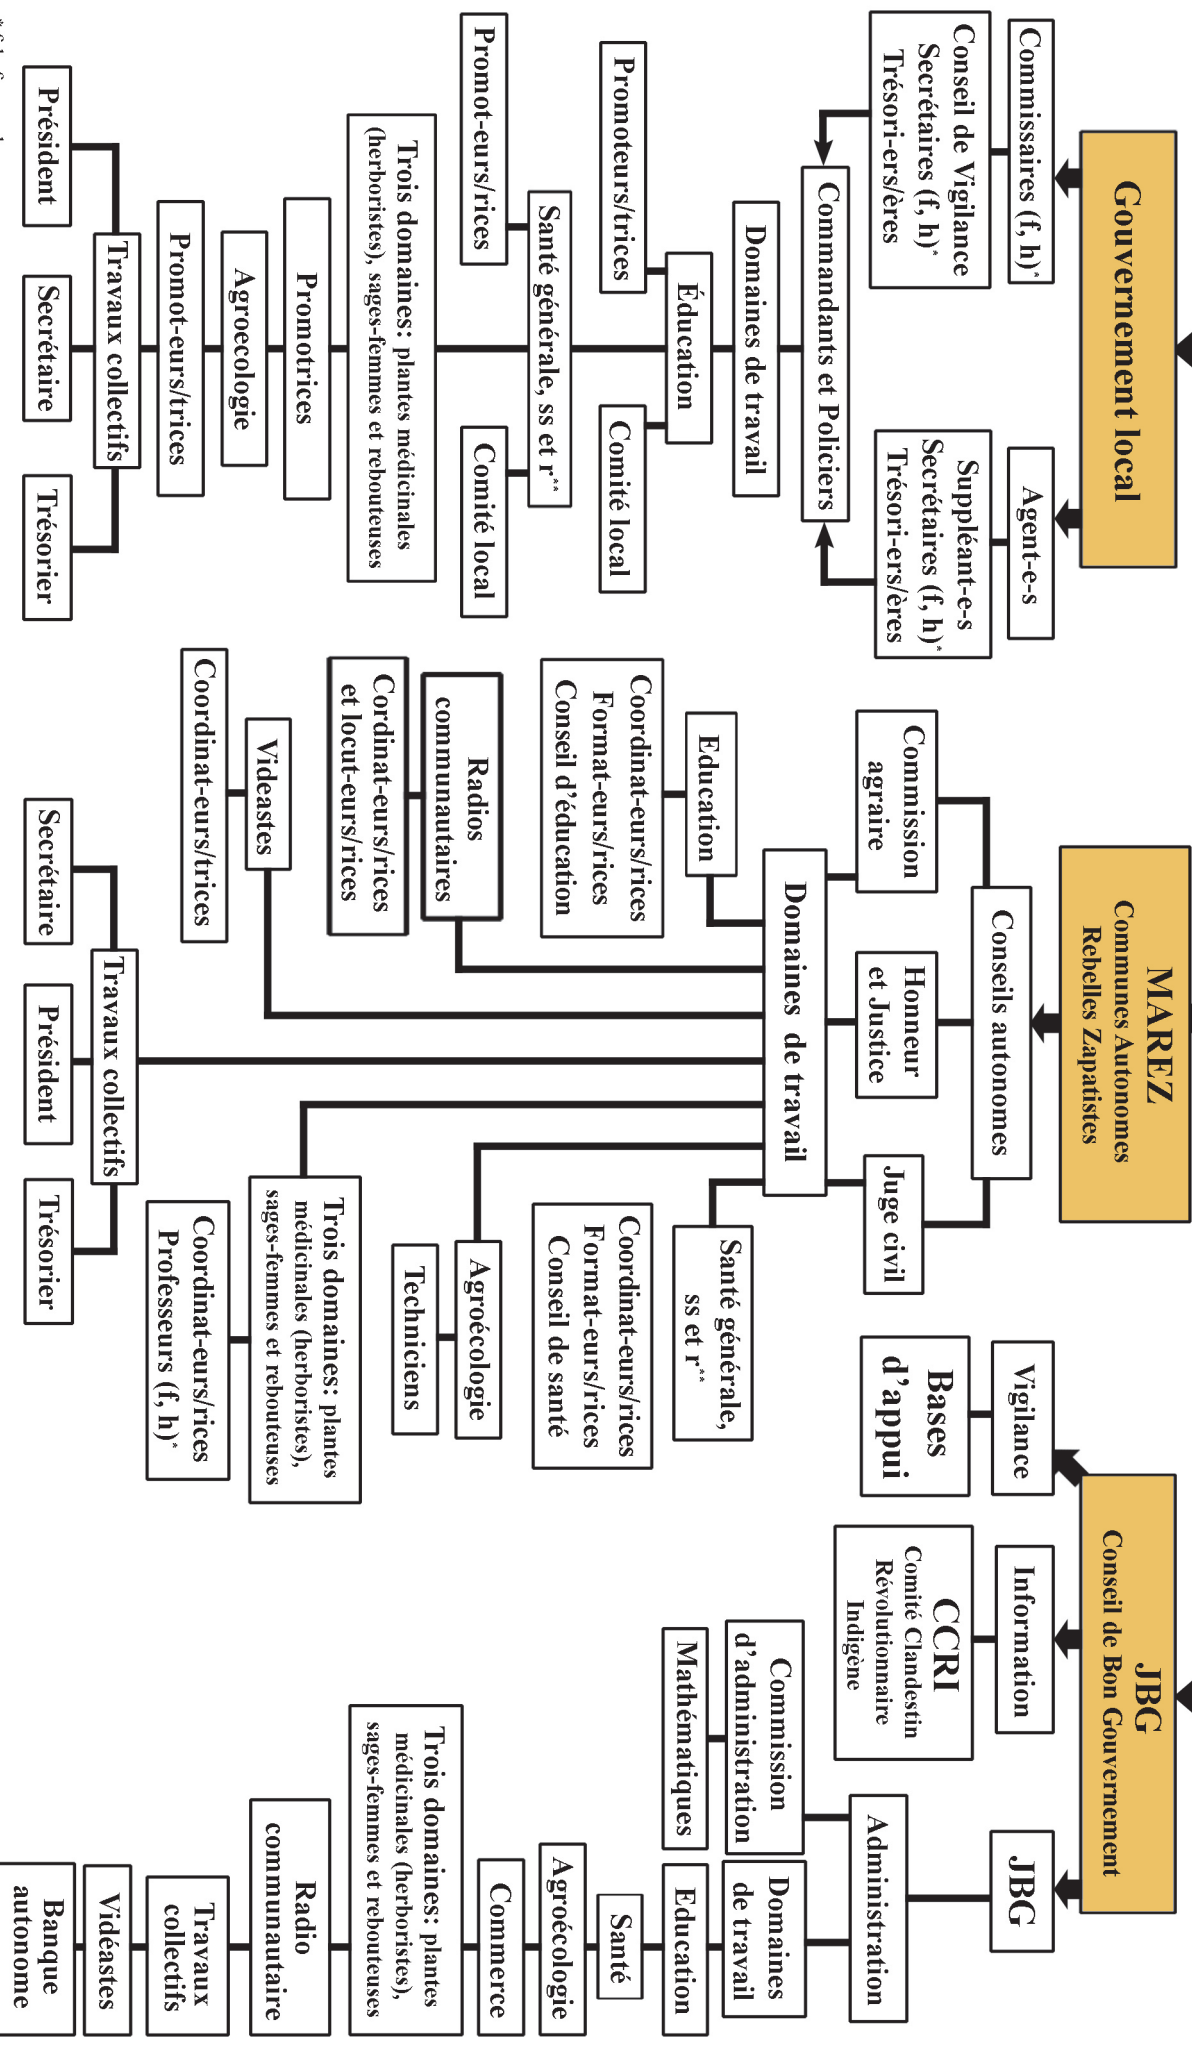 Gouvernement local
Commissaires (f, h)*
Conseil de Vigilance
Secrétaires (f, h)*
Trésori-ers/ères
Agent-e-s
Suppléant-e-s
Secrétaires (f, h)*
Trésori-ers/ères
Commandants et Policiers
Domaines de travail
Éducation
Promoteurs/trices
Comité local
Santé générale, ss et r**
Promot-eurs/rices
Comité local
Trois domaines: plantes médicinales
(herboristes), sages-femmes et rebouteuses
Promotrices
Agroecologie
Promot-eurs/trices
Travaux collectifs
Président
Secrétaire
Trésorier
MAREZ
Communes Autonomes
Rebelles Zapatistes
Conseils autonomes
Commission
agraire
Honneur
et Justice
Juge civil
Domaines de travail
Education
Coordinat-eurs/rices
Format-eurs/rices
Conseil d'éducation
Radios
communautaires
Cordinat-eurs/rices
et locut-eurs/rices
Videastes
Coordinat-eurs/trices
Santé générale,
ss et r**
Coordinat-eurs/rices
Format-eurs/rices
Conseil de santé
Agroécologie
Techniciens
Trois domaines: plantes
médicinales (herboristes),
sages-femmes et rebouteuses
Coordinat-eurs/rices
Professeurs (f, h)*
Travaux collectifs
Secrétaire
Président
Trésorier
JBG
Conseil de Bon Gouvernement
Vigilance
Bases
d'appui
Information
CCRI
Comité Clandestin
Révolutionnaire
Indigène
JBG
Administration
Commission
d'administration
Mathématiques
Domaines
de travail
Education
Santé
Agroécologie
Commerce
Trois domaines: plantes
médicinales (herboristes),
sages-femmes et rebouteuses
Radio
communautaire
Travaux
collectifs
Vidéastes
Banque
autonome